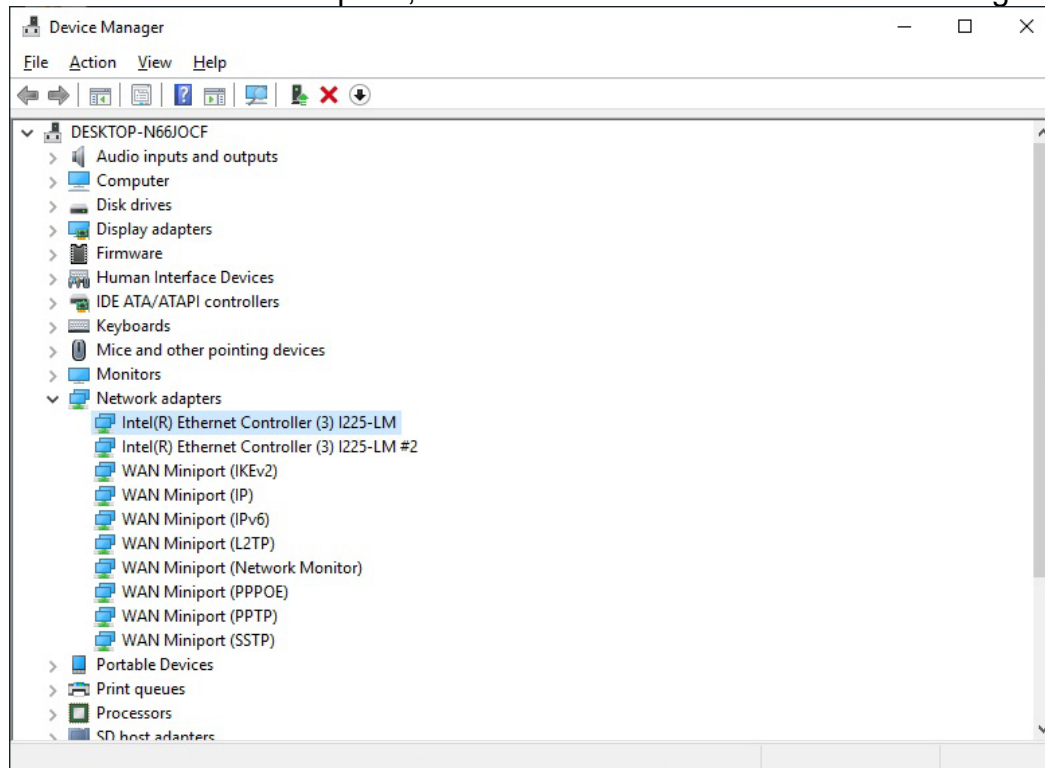 Device Manager
File Action View Help
DESKTOP-N66JOCF
Audio inputs and outputs
Computer
Disk drives
Display adapters
Firmware
Human Interface Devices
IDE ATA/ATAPI controllers
Keyboards
Mice and other pointing devices
Monitors
Network adapters
Intel(R) Ethernet Controller (3) I225-LM
Intel(R) Ethernet Controller (3) I225-LM #2
WAN Miniport (IKEv2)
WAN Miniport (IP)
WAN Miniport (IPv6)
WAN Miniport (L2TP)
WAN Miniport (Network Monitor)
WAN Miniport (PPPOE)
WAN Miniport (PPTP)
WAN Miniport (SSTP)
Portable Devices
Print queues
Processors
SD host adapters